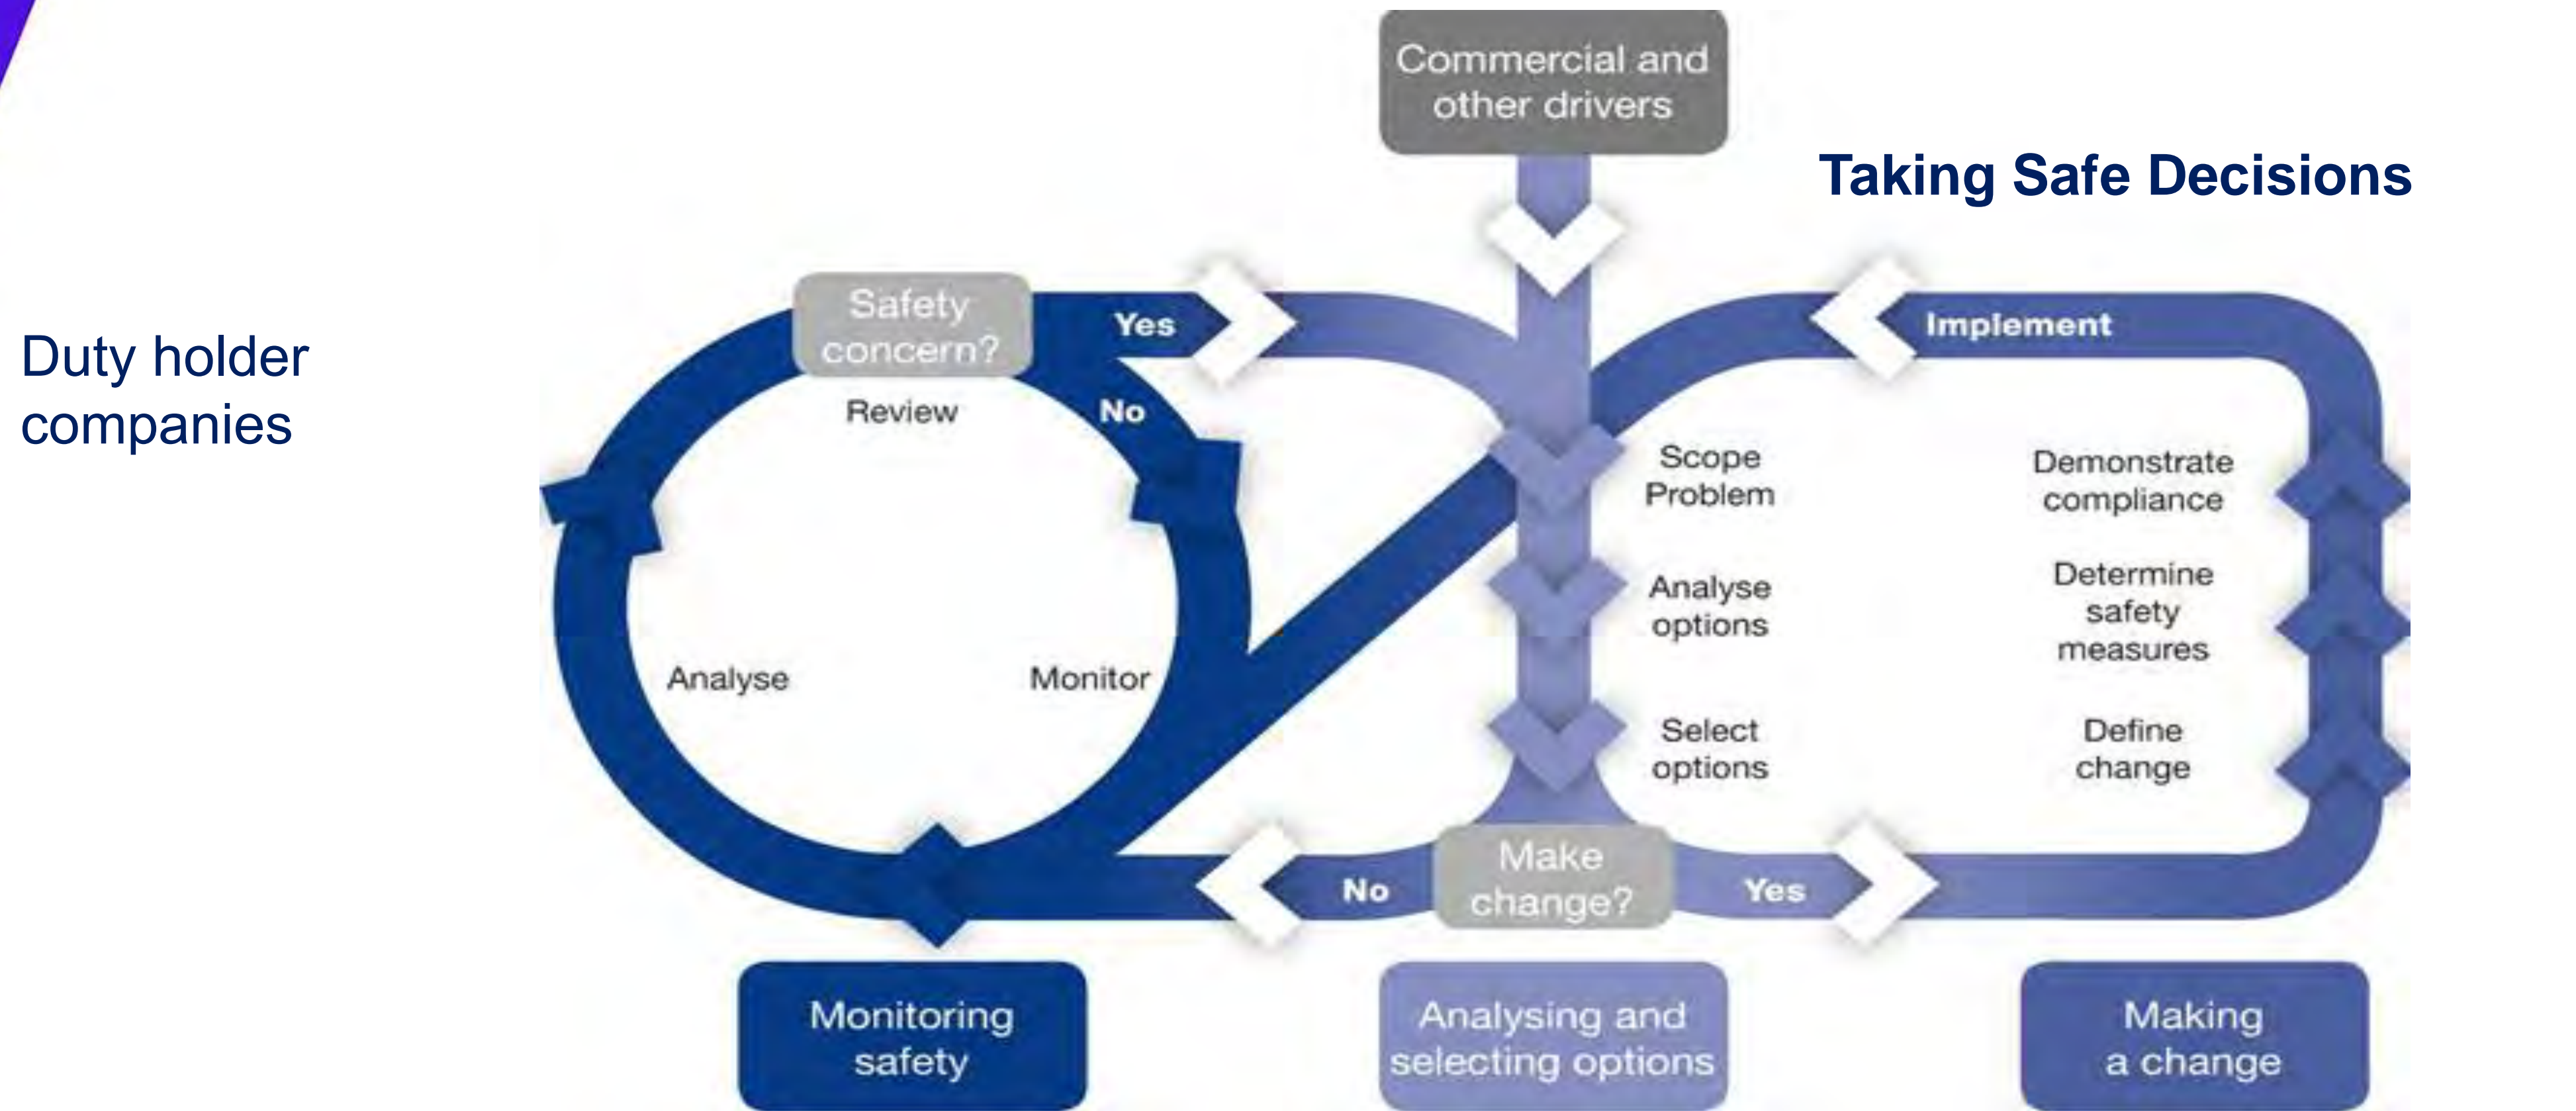 Commercial and
other drivers
Taking Safe Decisions
Duty holder
companies
Safety
concern?
Yes
Implement
Review
No
Scope
Problem
Demonstrate
compliance
Analyse
options
Determine
safety
measures
Analyse
Monitor
Select
options
Define
change
Make
change?
No
Yes
Monitoring
safety
Analysing and
selecting options
Making
a change